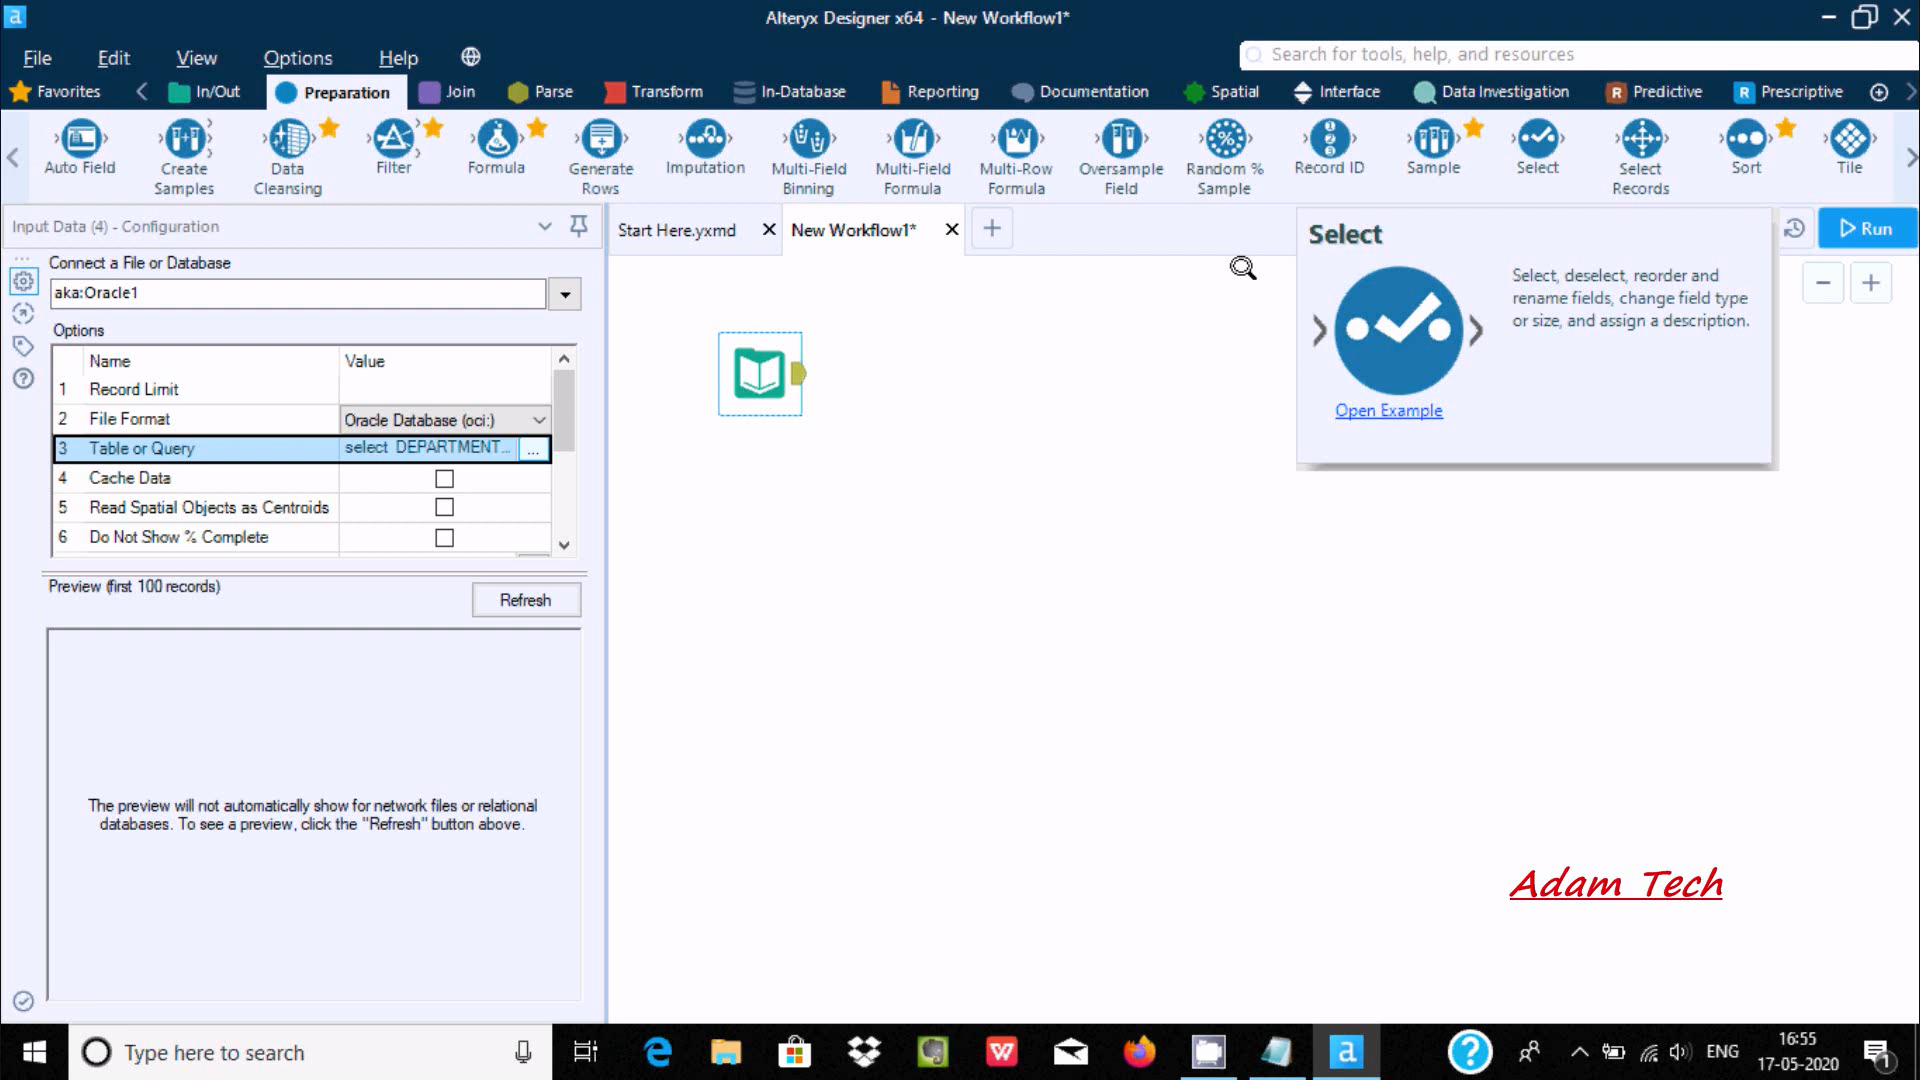 Alteryx Designer x64 - New Workflow1*
File Edit View Options Help
Search for tools, help, and resources
Favorites In/Out Preparation Join Parse Transform In-Database Reporting Documentation Spatial Interface Data Investigation Predictive Prescriptive
Auto Field
Create Samples
Data Cleansing
Filter
Formula
Generate Rows
Imputation
Multi-Field Binning
Multi-Field Formula
Multi-Row Formula
Oversample Field
Random % Sample
Record ID
Sample
Select
Select Records
Sort
Tile
Input Data (4) - Configuration
Start Here.yxmd
New Workflow1*
Run
Connect a File or Database
aka:Oracle1
Options
Name Value
1 Record Limit
2 File Format Oracle Database (oci:)
3 Table or Query select DEPARTMENT... ...
4 Cache Data
5 Read Spatial Objects as Centroids
6 Do Not Show % Complete
Preview (first 100 records)
Refresh
The preview will not automatically show for network files or relational
databases. To see a preview, click the "Refresh" button above.
Select
Select, deselect, reorder and
rename fields, change field type
or size, and assign a description.
Open Example
Adam Tech
Type here to search
ENG
16:55
17-05-2020
1